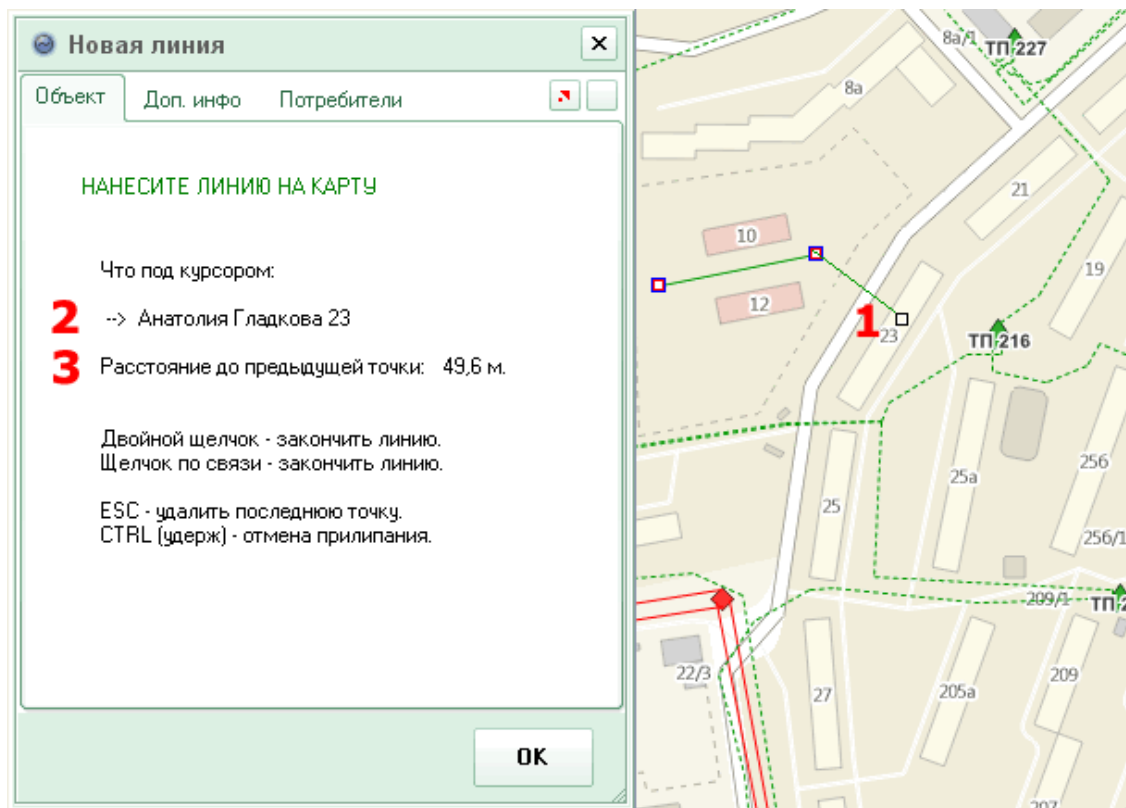 Новая линия
Объект
Доп. инфо
Потребители
НАНЕСИТЕ ЛИНИЮ НА КАРТУ
Что под курсором:
2 --> Анатолия Гладкова 23
3 Расстояние до предыдущей точки: 49,6 м.
Двойной щелчок - закончить линию.
Щелчок по связи - закончить линию.
ESC - удалить последнюю точку.
CTRL (удерж) - отмена прилипания.
OK
8а/1
ТП 227
8а
21
10
19
12
1
23
ТП 216
25а
256
25
256/1
209/1
ТП 2
22/3
27
205а
209
207